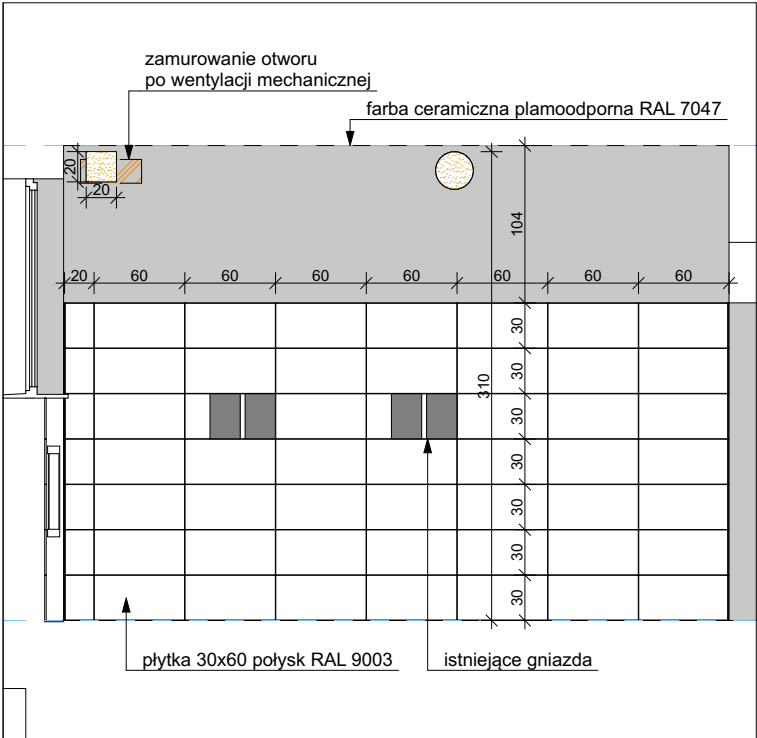 zamurowanie otworu
po wentylacji mechanicznej
farba ceramiczna plamoodporna RAL 7047
20
20
104
20 60 60 60 60 60 60 60
30
30
310
30
30
30
30
30
płytka 30x60 połysk RAL 9003
istniejące gniazda